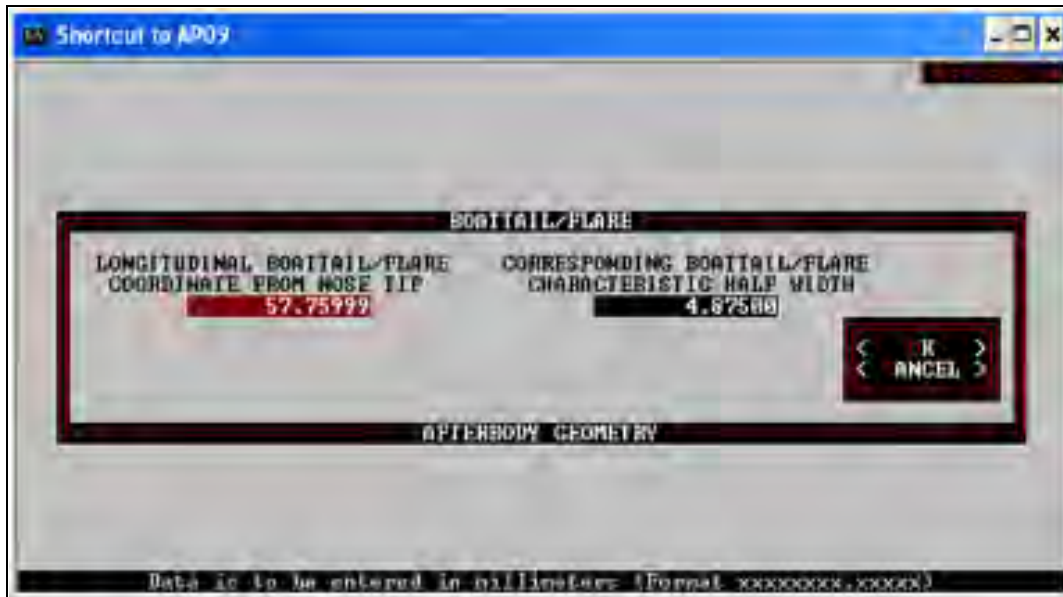 Shortcut to AP09
BOATTAIL/FLARE
LONGITUDINAL BOATTAIL/FLARE CORRESPONDING BOATTAIL/FLARE
COORDINATE FROM NOSE TIP CHARACTERISTIC HALF WIDTH
57.75999 4.87500
< K >
< ANCEL >
AFTERBODY GEOMETRY
Data is to be entered in millimeters (Format xxxxxxxx.xxxxx)